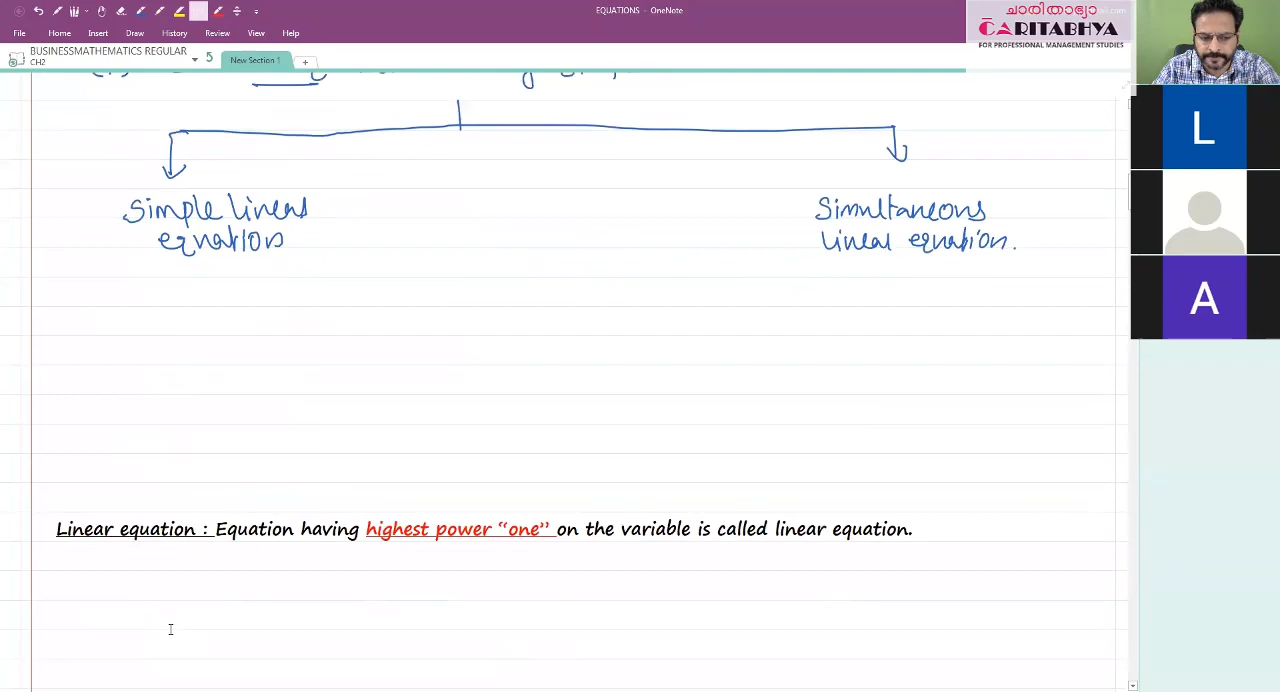 EQUATIONS - OneNote
File Home Insert Draw History Review View Help
ചാരിതാഭ്യാ
CARITABHYA
FOR PROFESSIONAL MANAGEMENT STUDIES
BUSINESSMATHEMATICS REGULAR
CH2
New Section 1
Simple linear
equation
Simultaneous
linear equation.
Linear equation : Equation having highest power “one” on the variable is called linear equation.
L
A